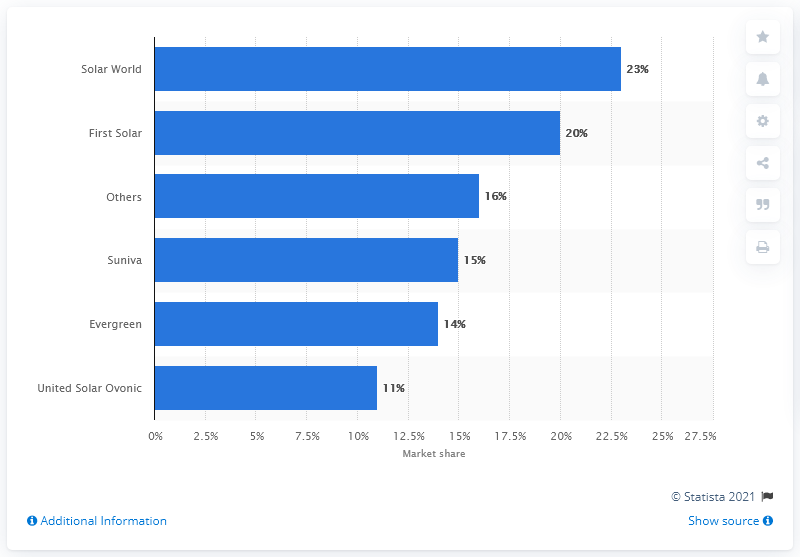 Solar World 23%
First Solar 20%
Others 16%
Suniva 15%
Evergreen 14%
United Solar Ovonic 11%
0% 2.5% 5% 7.5% 10% 12.5% 15% 17.5% 20% 22.5% 25% 27.5%
Market share
© Statista 2021
Additional Information Show source